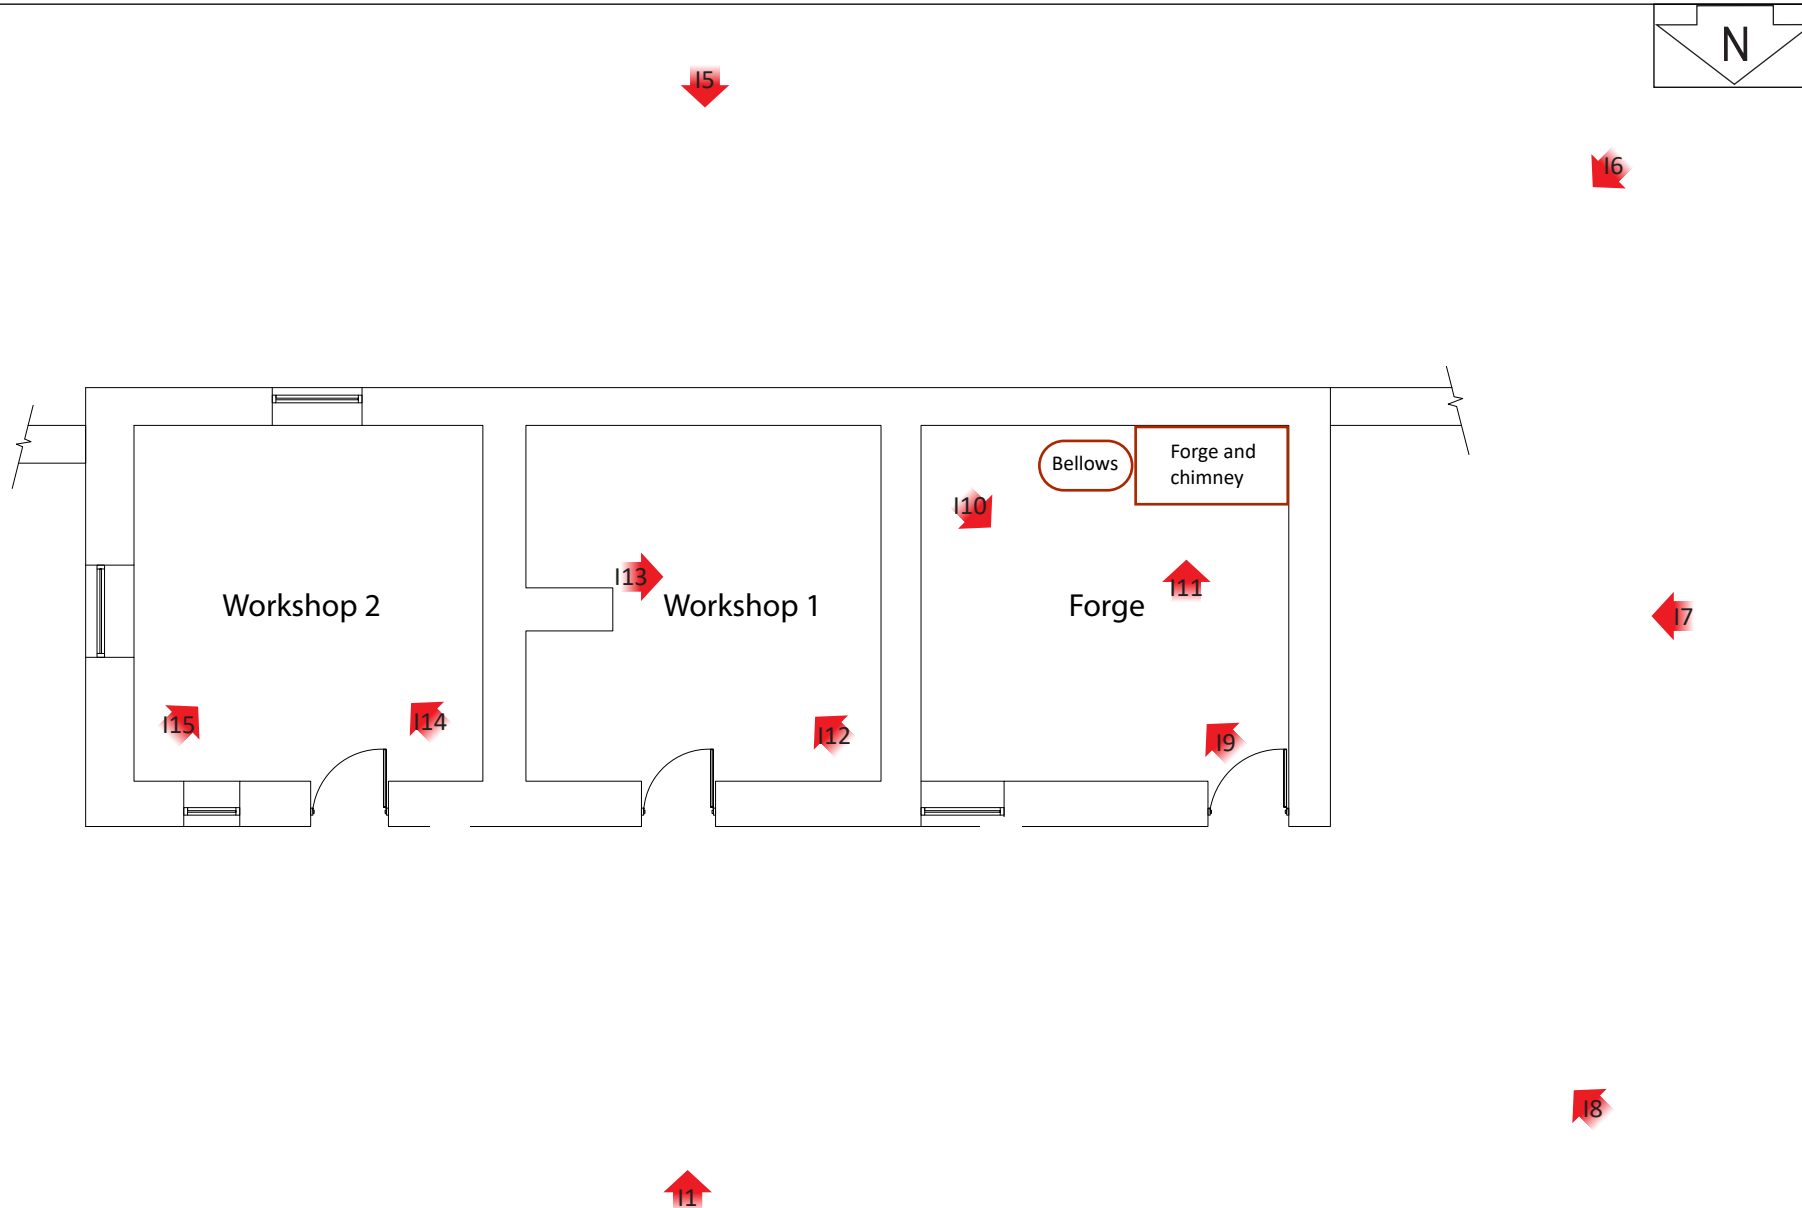 N
I5
I6
Bellows
Forge and
chimney
I10
I13
I11
Workshop 2
Workshop 1
Forge
I7
I15
I14
I12
I9
I8
I1